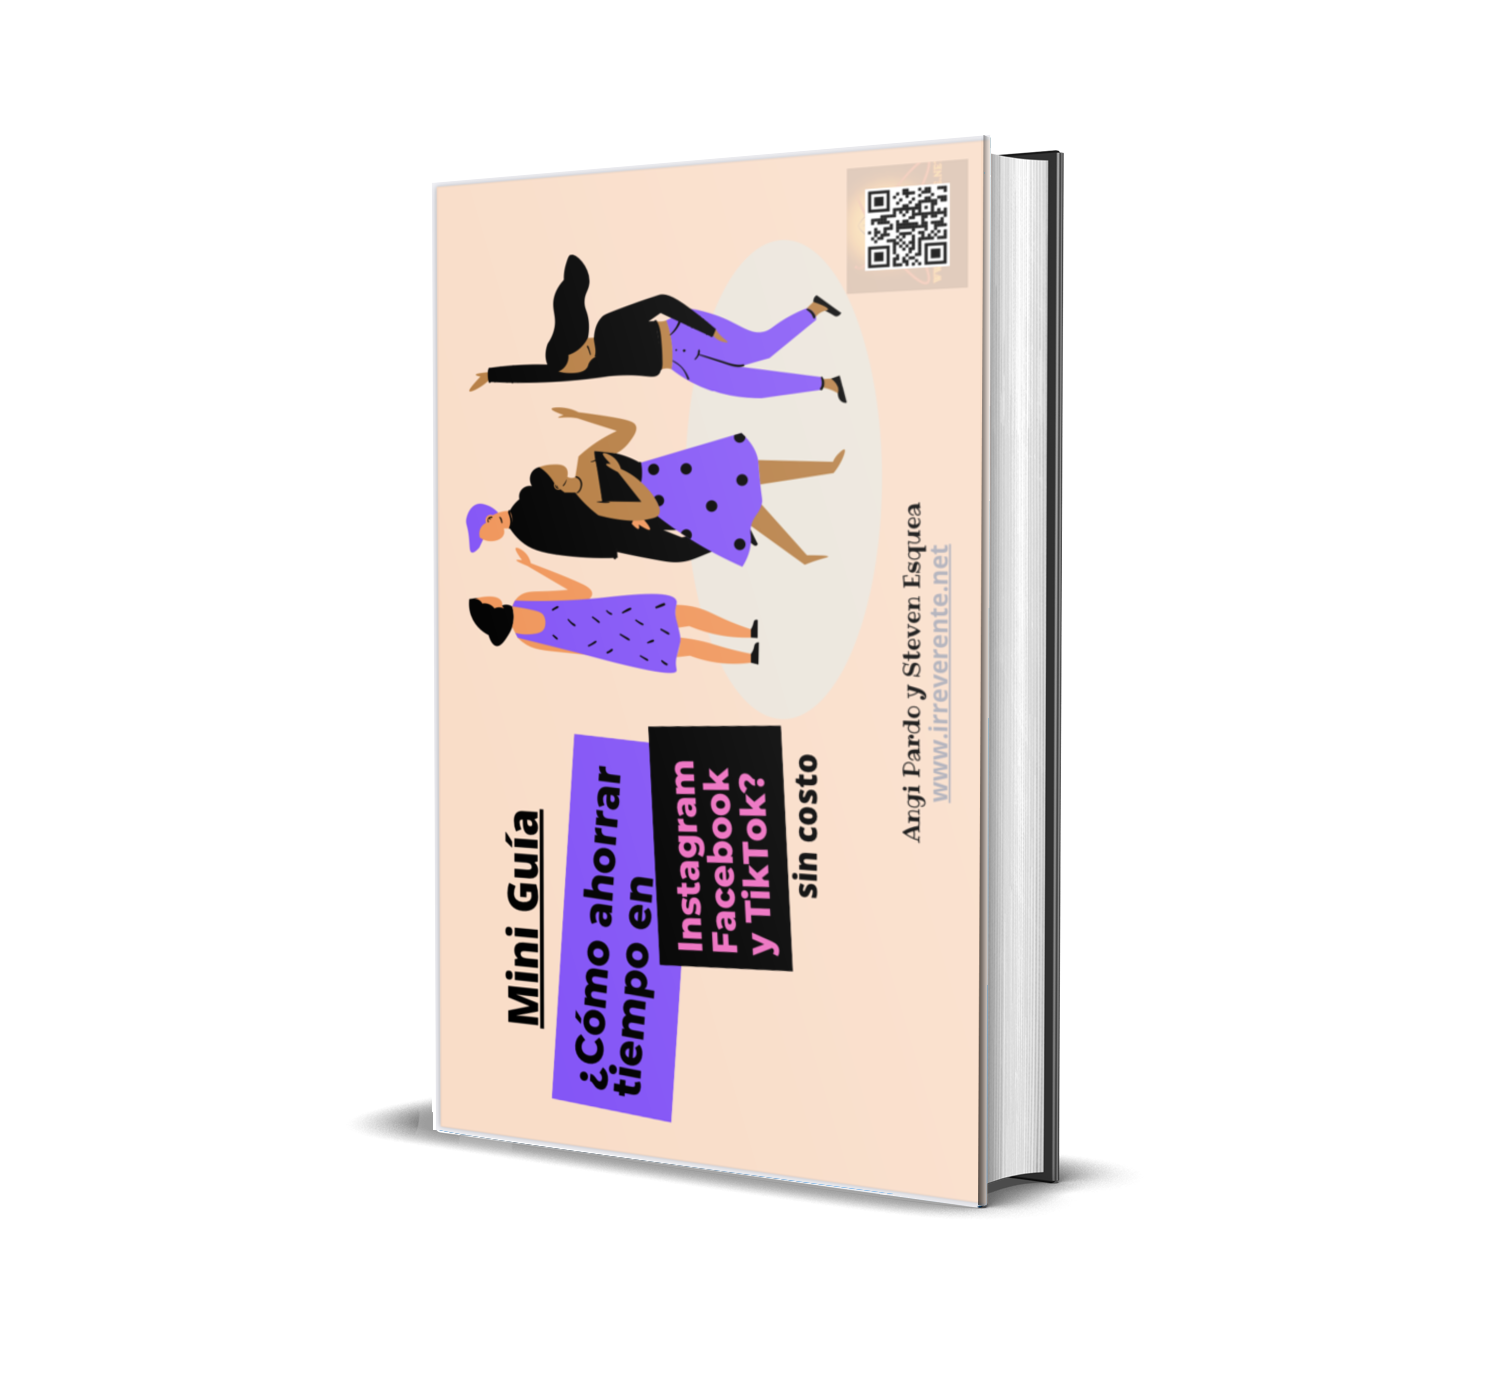 Mini Guía
¿Cómo ahorrar
tiempo en
Instagram
Facebook
y TikTok?
sin costo
Angi Pardo y Steven Esquea
www.irreverente.net